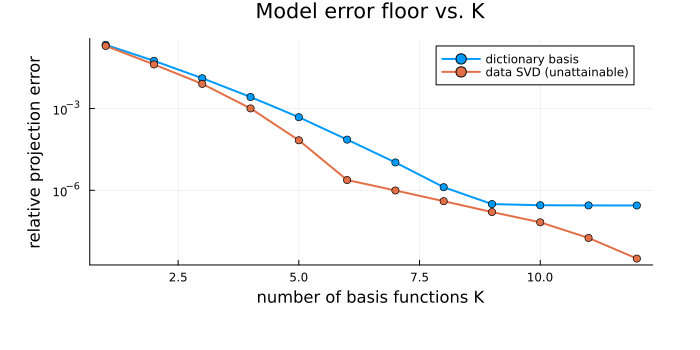 Model error floor vs. K
dictionary basis
data SVD (unattainable)
relative projection error
10⁻³
10⁻⁶
2.5 5.0 7.5 10.0
number of basis functions K